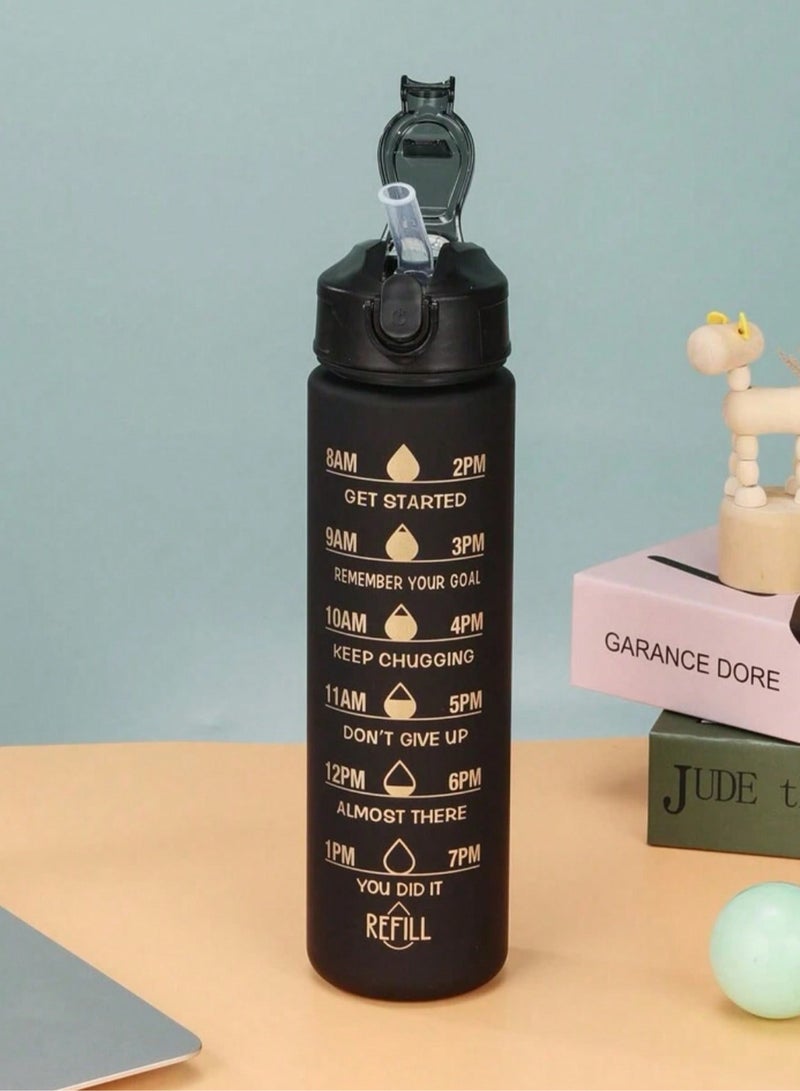 8AM 2PM
GET STARTED
9AM 3PM
REMEMBER YOUR GOAL
10AM 4PM
KEEP CHUGGING
11AM 5PM
DON'T GIVE UP
12PM 6PM
ALMOST THERE
1PM 7PM
YOU DID IT
REFILL
GARANCE DORE
JUDE t